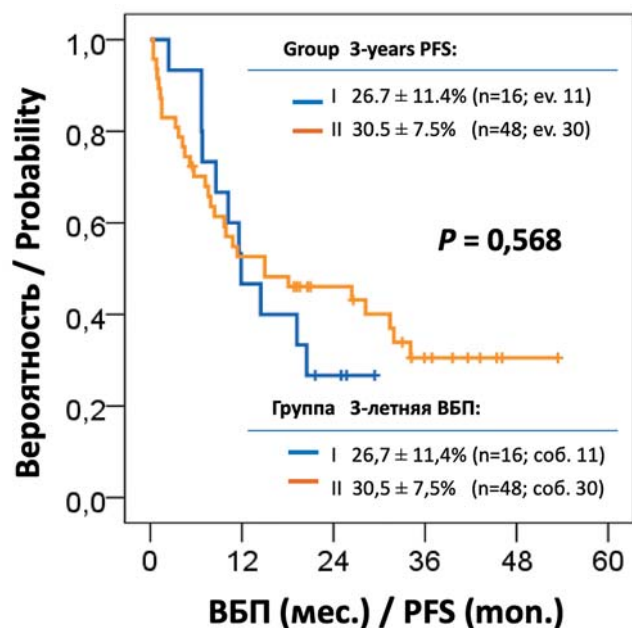 Вероятность / Probability
1,0
0,8
0,6
0,4
0,2
0,0
Group 3-years PFS:
I 26.7 ± 11.4% (n=16; ev. 11)
II 30.5 ± 7.5% (n=48; ev. 30)
P = 0,568
Группа 3-летняя ВБП:
I 26,7 ± 11,4% (n=16; соб. 11)
II 30,5 ± 7,5% (n=48; соб. 30)
0 12 24 36 48 60
ВБП (мес.) / PFS (mon.)